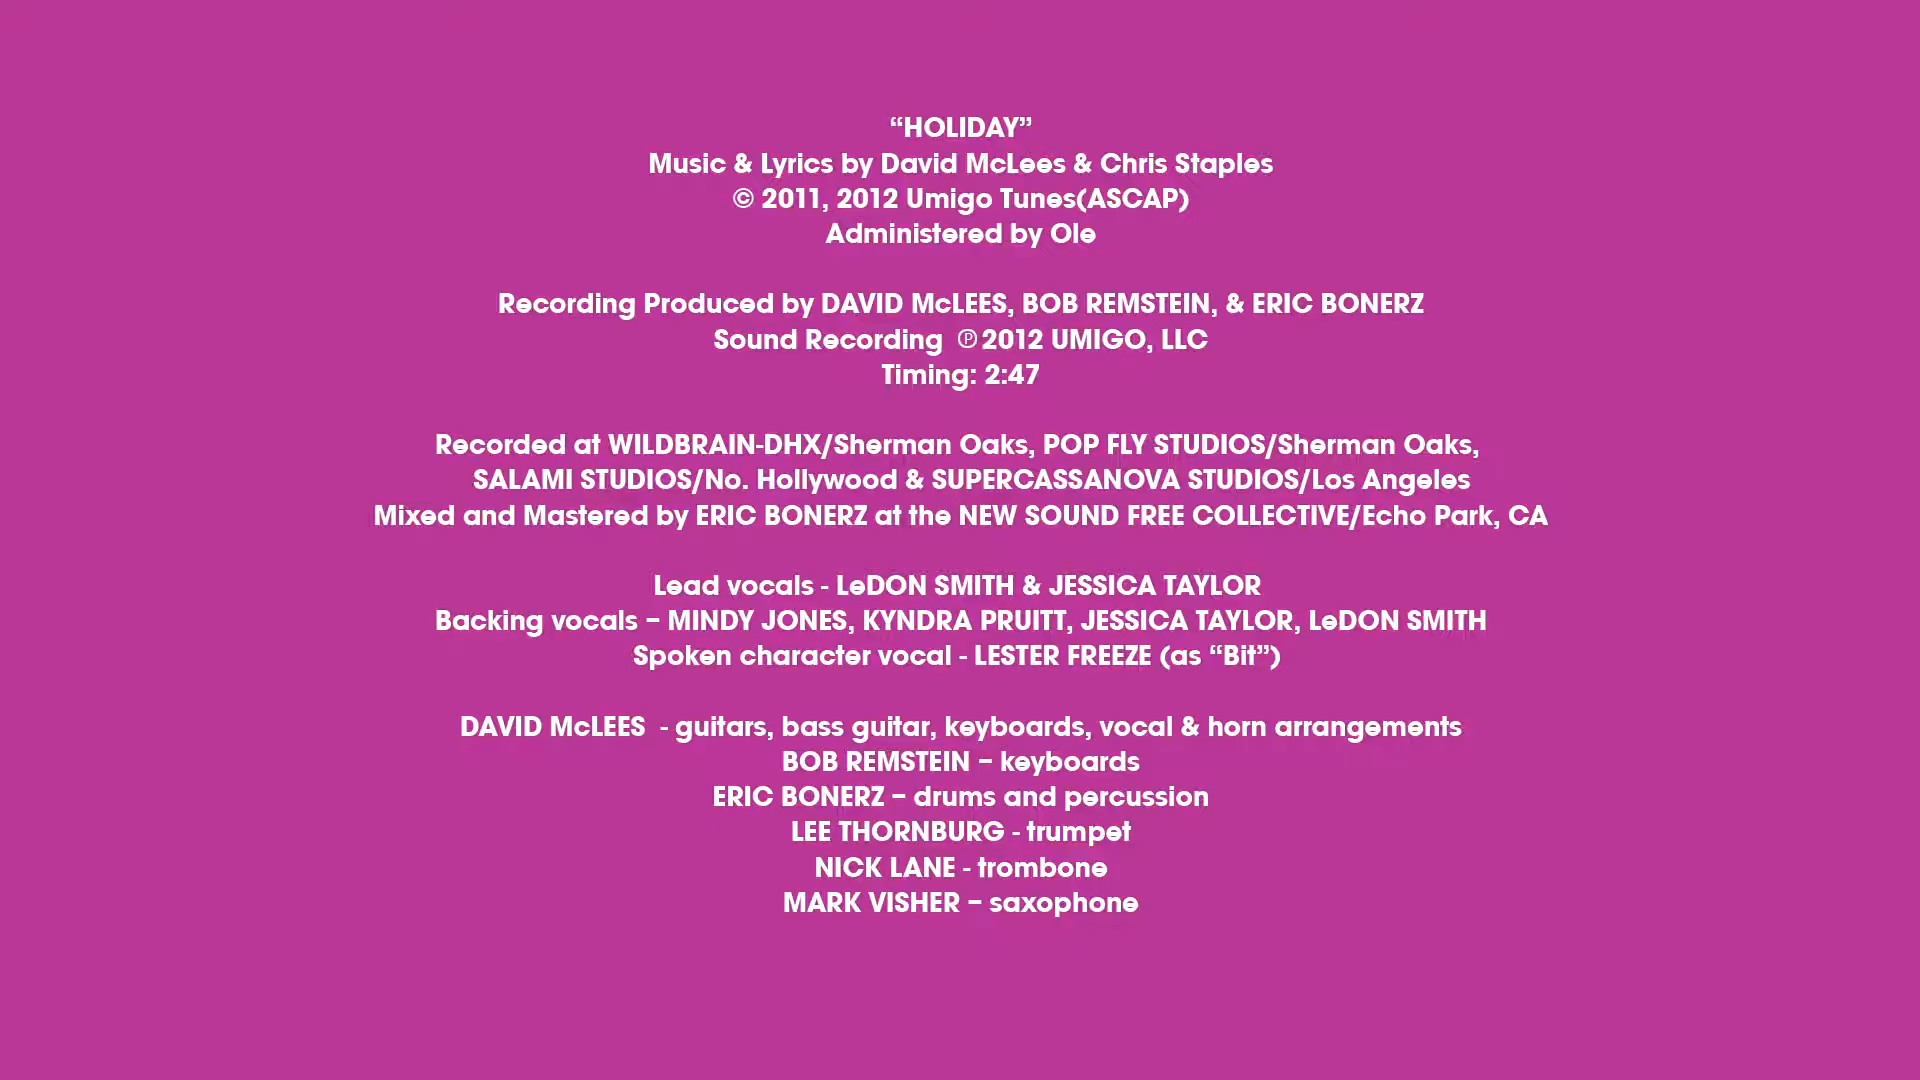 “HOLIDAY”
Music & Lyrics by David McLees & Chris Staples
© 2011, 2012 Umigo Tunes(ASCAP)
Administered by Ole
Recording Produced by DAVID McLEES, BOB REMSTEIN, & ERIC BONERZ
Sound Recording ℗2012 UMIGO, LLC
Timing: 2:47
Recorded at WILDBRAIN-DHX/Sherman Oaks, POP FLY STUDIOS/Sherman Oaks,
SALAMI STUDIOS/No. Hollywood & SUPERCASSANOVA STUDIOS/Los Angeles
Mixed and Mastered by ERIC BONERZ at the NEW SOUND FREE COLLECTIVE/Echo Park, CA
Lead vocals - LeDON SMITH & JESSICA TAYLOR
Backing vocals – MINDY JONES, KYNDRA PRUITT, JESSICA TAYLOR, LeDON SMITH
Spoken character vocal - LESTER FREEZE (as “Bit”)
DAVID McLEES - guitars, bass guitar, keyboards, vocal & horn arrangements
BOB REMSTEIN – keyboards
ERIC BONERZ – drums and percussion
LEE THORNBURG - trumpet
NICK LANE - trombone
MARK VISHER – saxophone